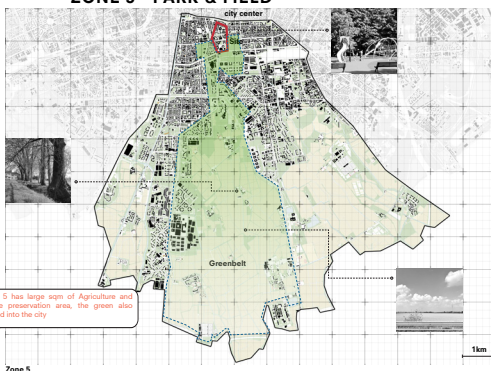 ZONE 5 PARK & FIELD
city center
Greenbelt
5 has large sqm of Agriculture and
preservation area, the green also
into the city
1km
Zone 5